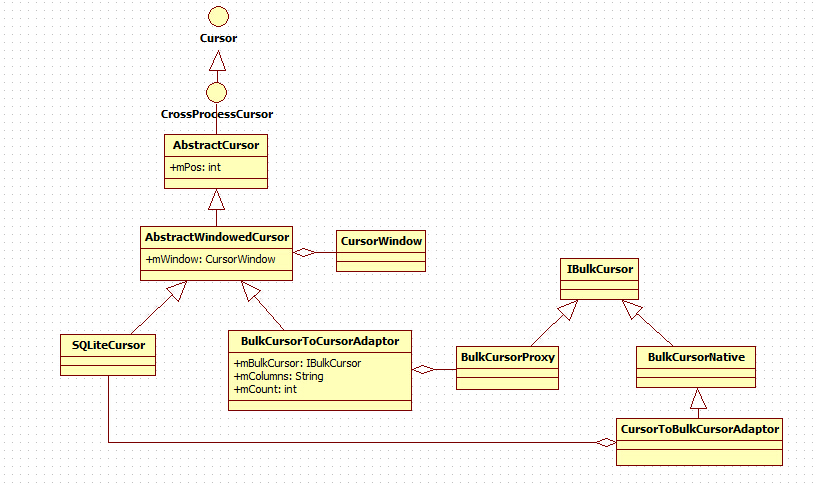 Cursor
CrossProcessCursor
AbstractCursor
+mPos: int
AbstractWindowedCursor
+mWindow: CursorWindow
CursorWindow
IBulkCursor
SQLiteCursor
BulkCursorToCursorAdaptor
+mBulkCursor: IBulkCursor
+mColumns: String
+mCount: int
BulkCursorProxy
BulkCursorNative
CursorToBulkCursorAdaptor